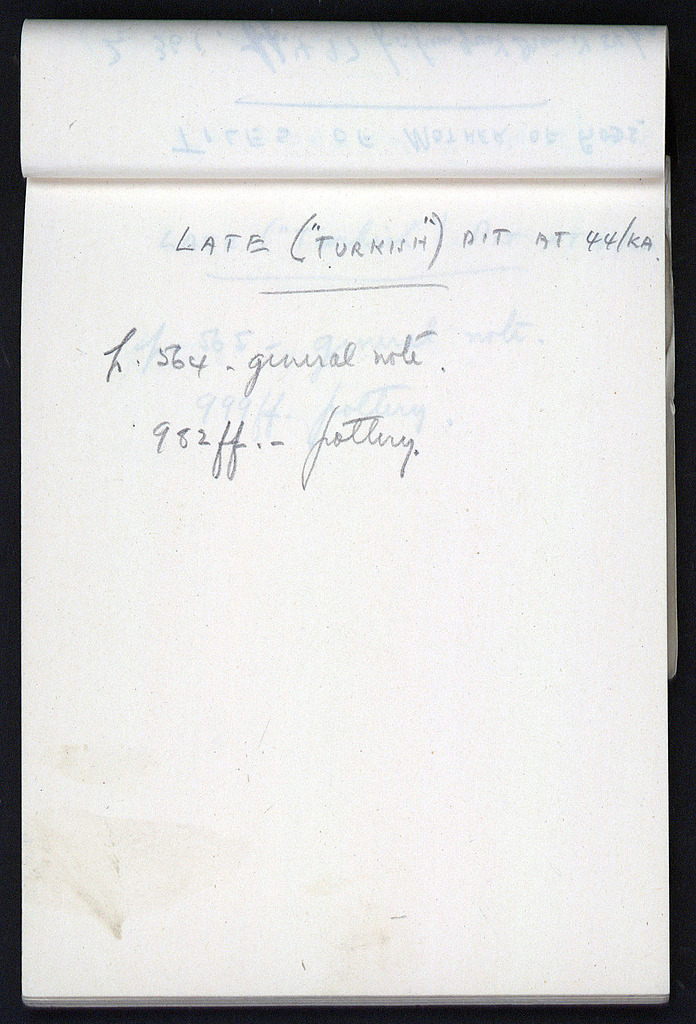 LATE ("TURKISH") PIT AT 44/KA.
p. 564 - general note.
982ff. - pottery.